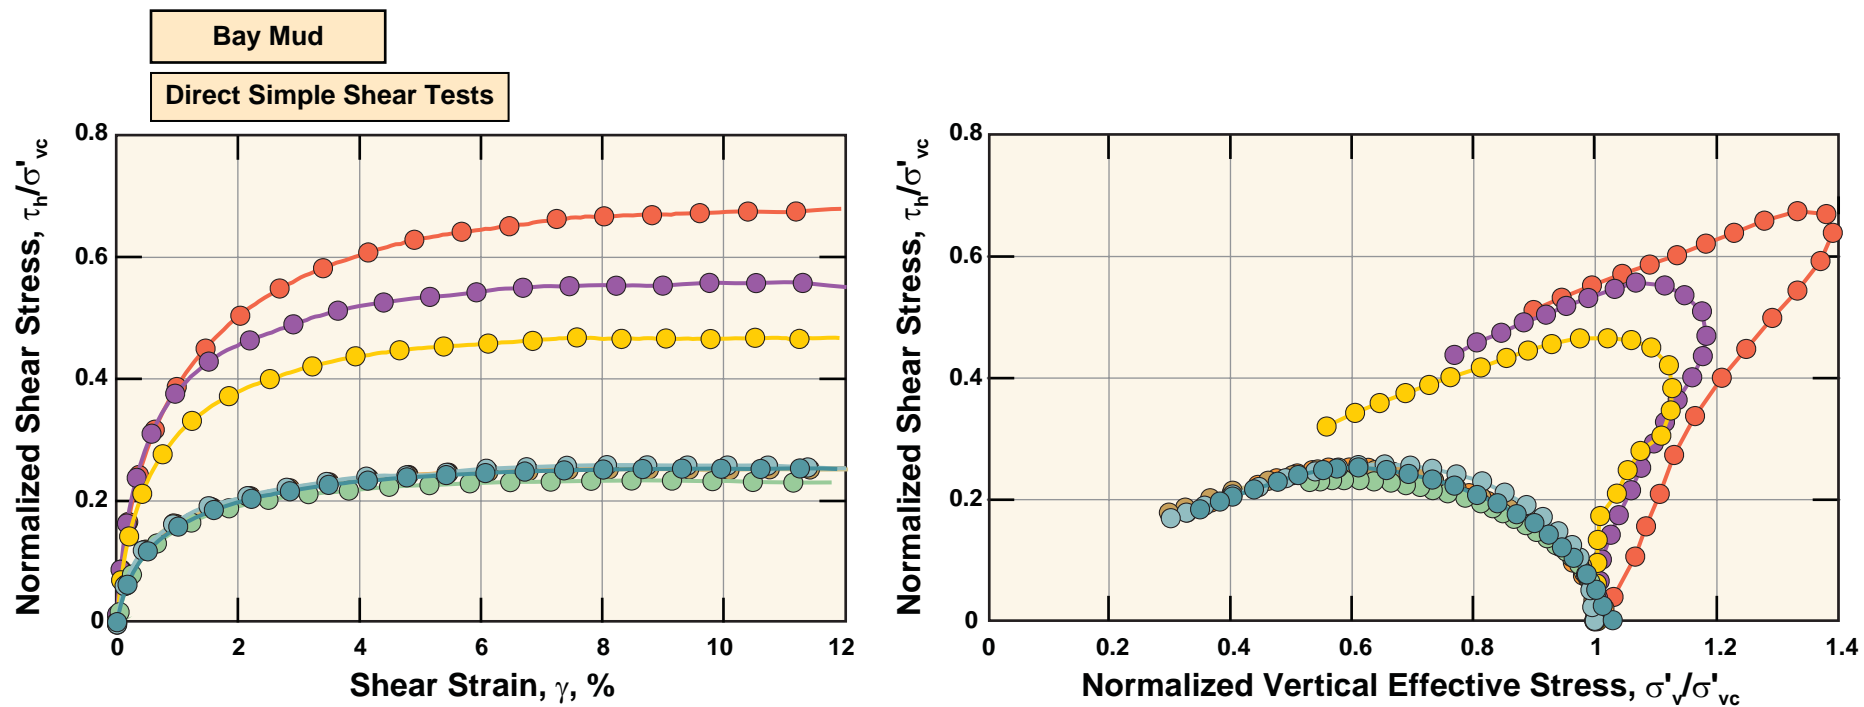 Bay Mud
Direct Simple Shear Tests
Normalized Shear Stress, τh/σ'vc
0.8
0.6
0.4
0.2
0
0 2 4 6 8 10 12
Shear Strain, γ, %
Normalized Shear Stress, τh/σ'vc
0.8
0.6
0.4
0.2
0
0 0.2 0.4 0.6 0.8 1 1.2 1.4
Normalized Vertical Effective Stress, σ'v/σ'vc